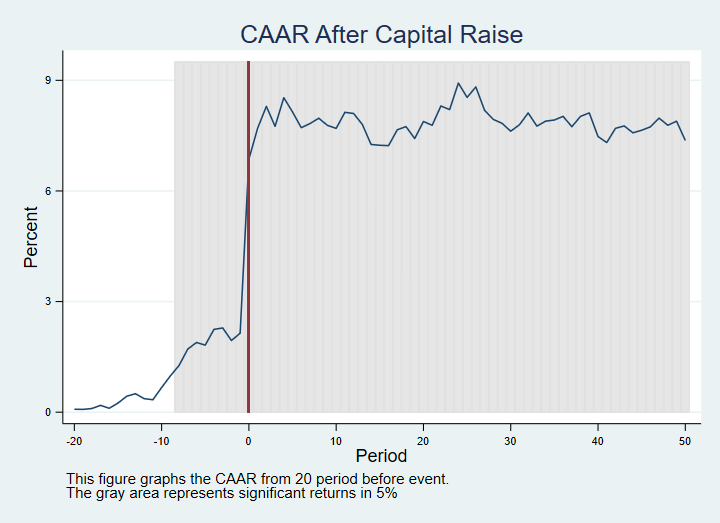 CAAR After Capital Raise
Percent
9
6
3
0
-20 -10 0 10 20 30 40 50
Period
This figure graphs the CAAR from 20 period before event.
The gray area represents significant returns in 5%